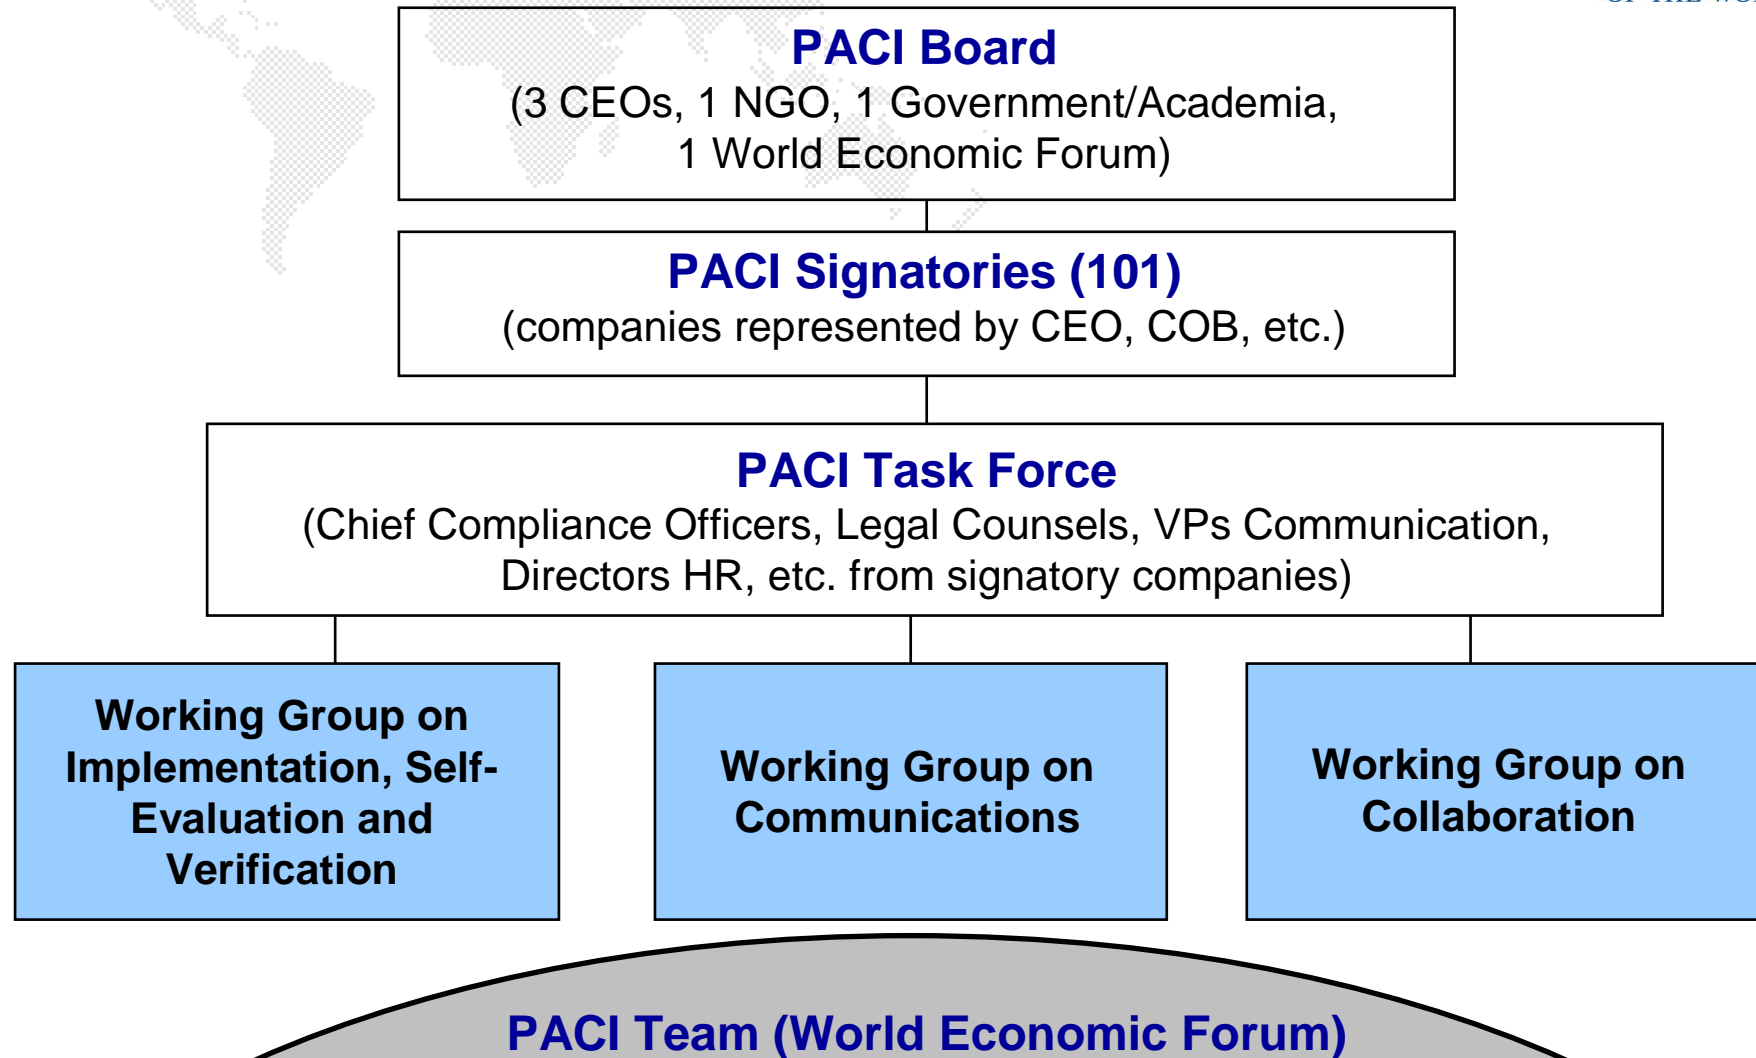 PACI Board
(3 CEOs, 1 NGO, 1 Government/Academia,
1 World Economic Forum)
PACI Signatories (101)
(companies represented by CEO, COB, etc.)
PACI Task Force
(Chief Compliance Officers, Legal Counsels, VPs Communication,
Directors HR, etc. from signatory companies)
Working Group on
Implementation, Self-
Evaluation and
Verification
Working Group on
Communications
Working Group on
Collaboration
PACI Team (World Economic Forum)